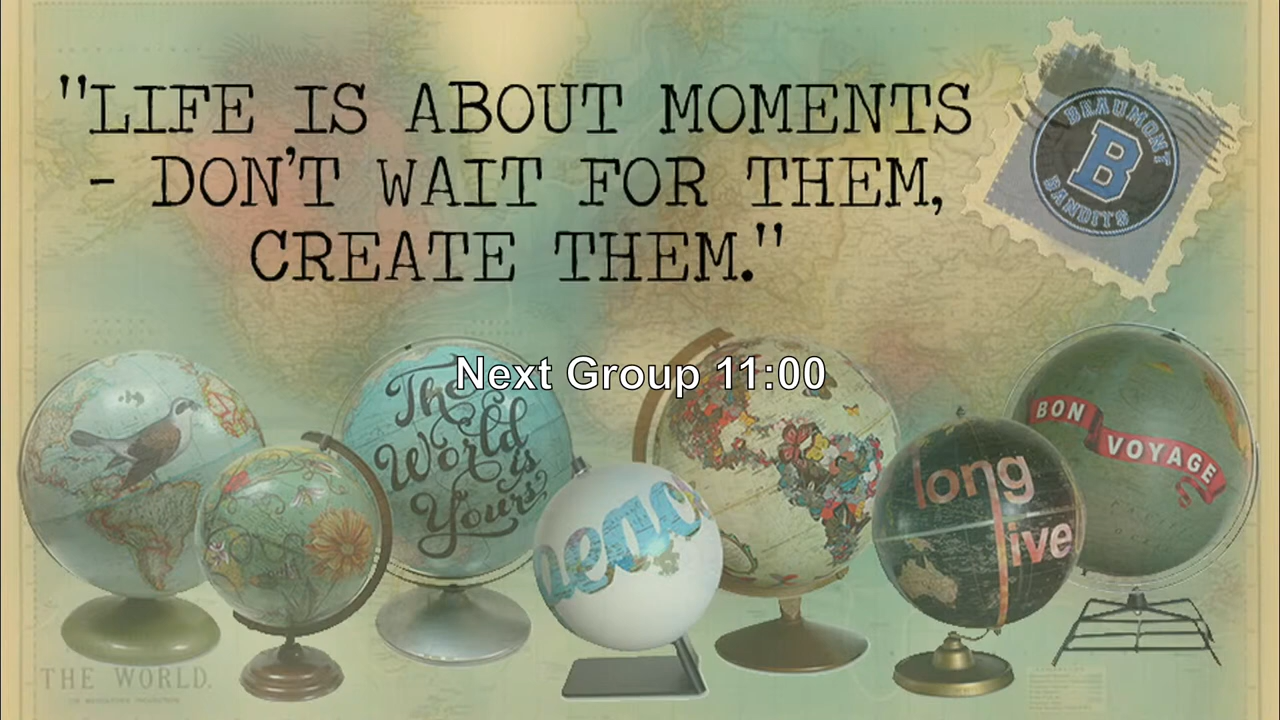 "LIFE IS ABOUT MOMENTS
- DON'T WAIT FOR THEM,
CREATE THEM."
BEAUMONT
B
BANDITS
Next Group 11:00
The
World
is
Yours
peace
long
live
BON
VOYAGE
THE WORLD.